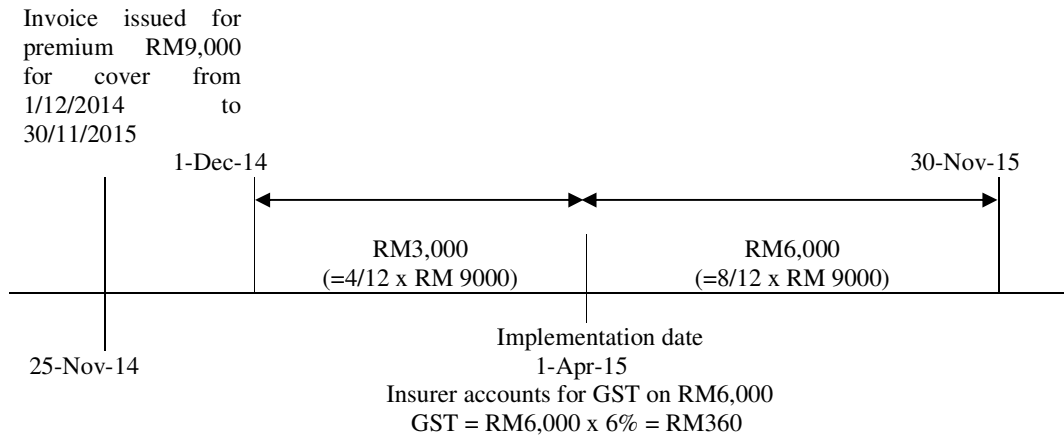 Invoice issued for
premium RM9,000
for cover from
1/12/2014 to
30/11/2015
1-Dec-14
30-Nov-15
RM3,000
(=4/12 x RM 9000)
RM6,000
(=8/12 x RM 9000)
Implementation date
25-Nov-14
1-Apr-15
Insurer accounts for GST on RM6,000
GST = RM6,000 x 6% = RM360